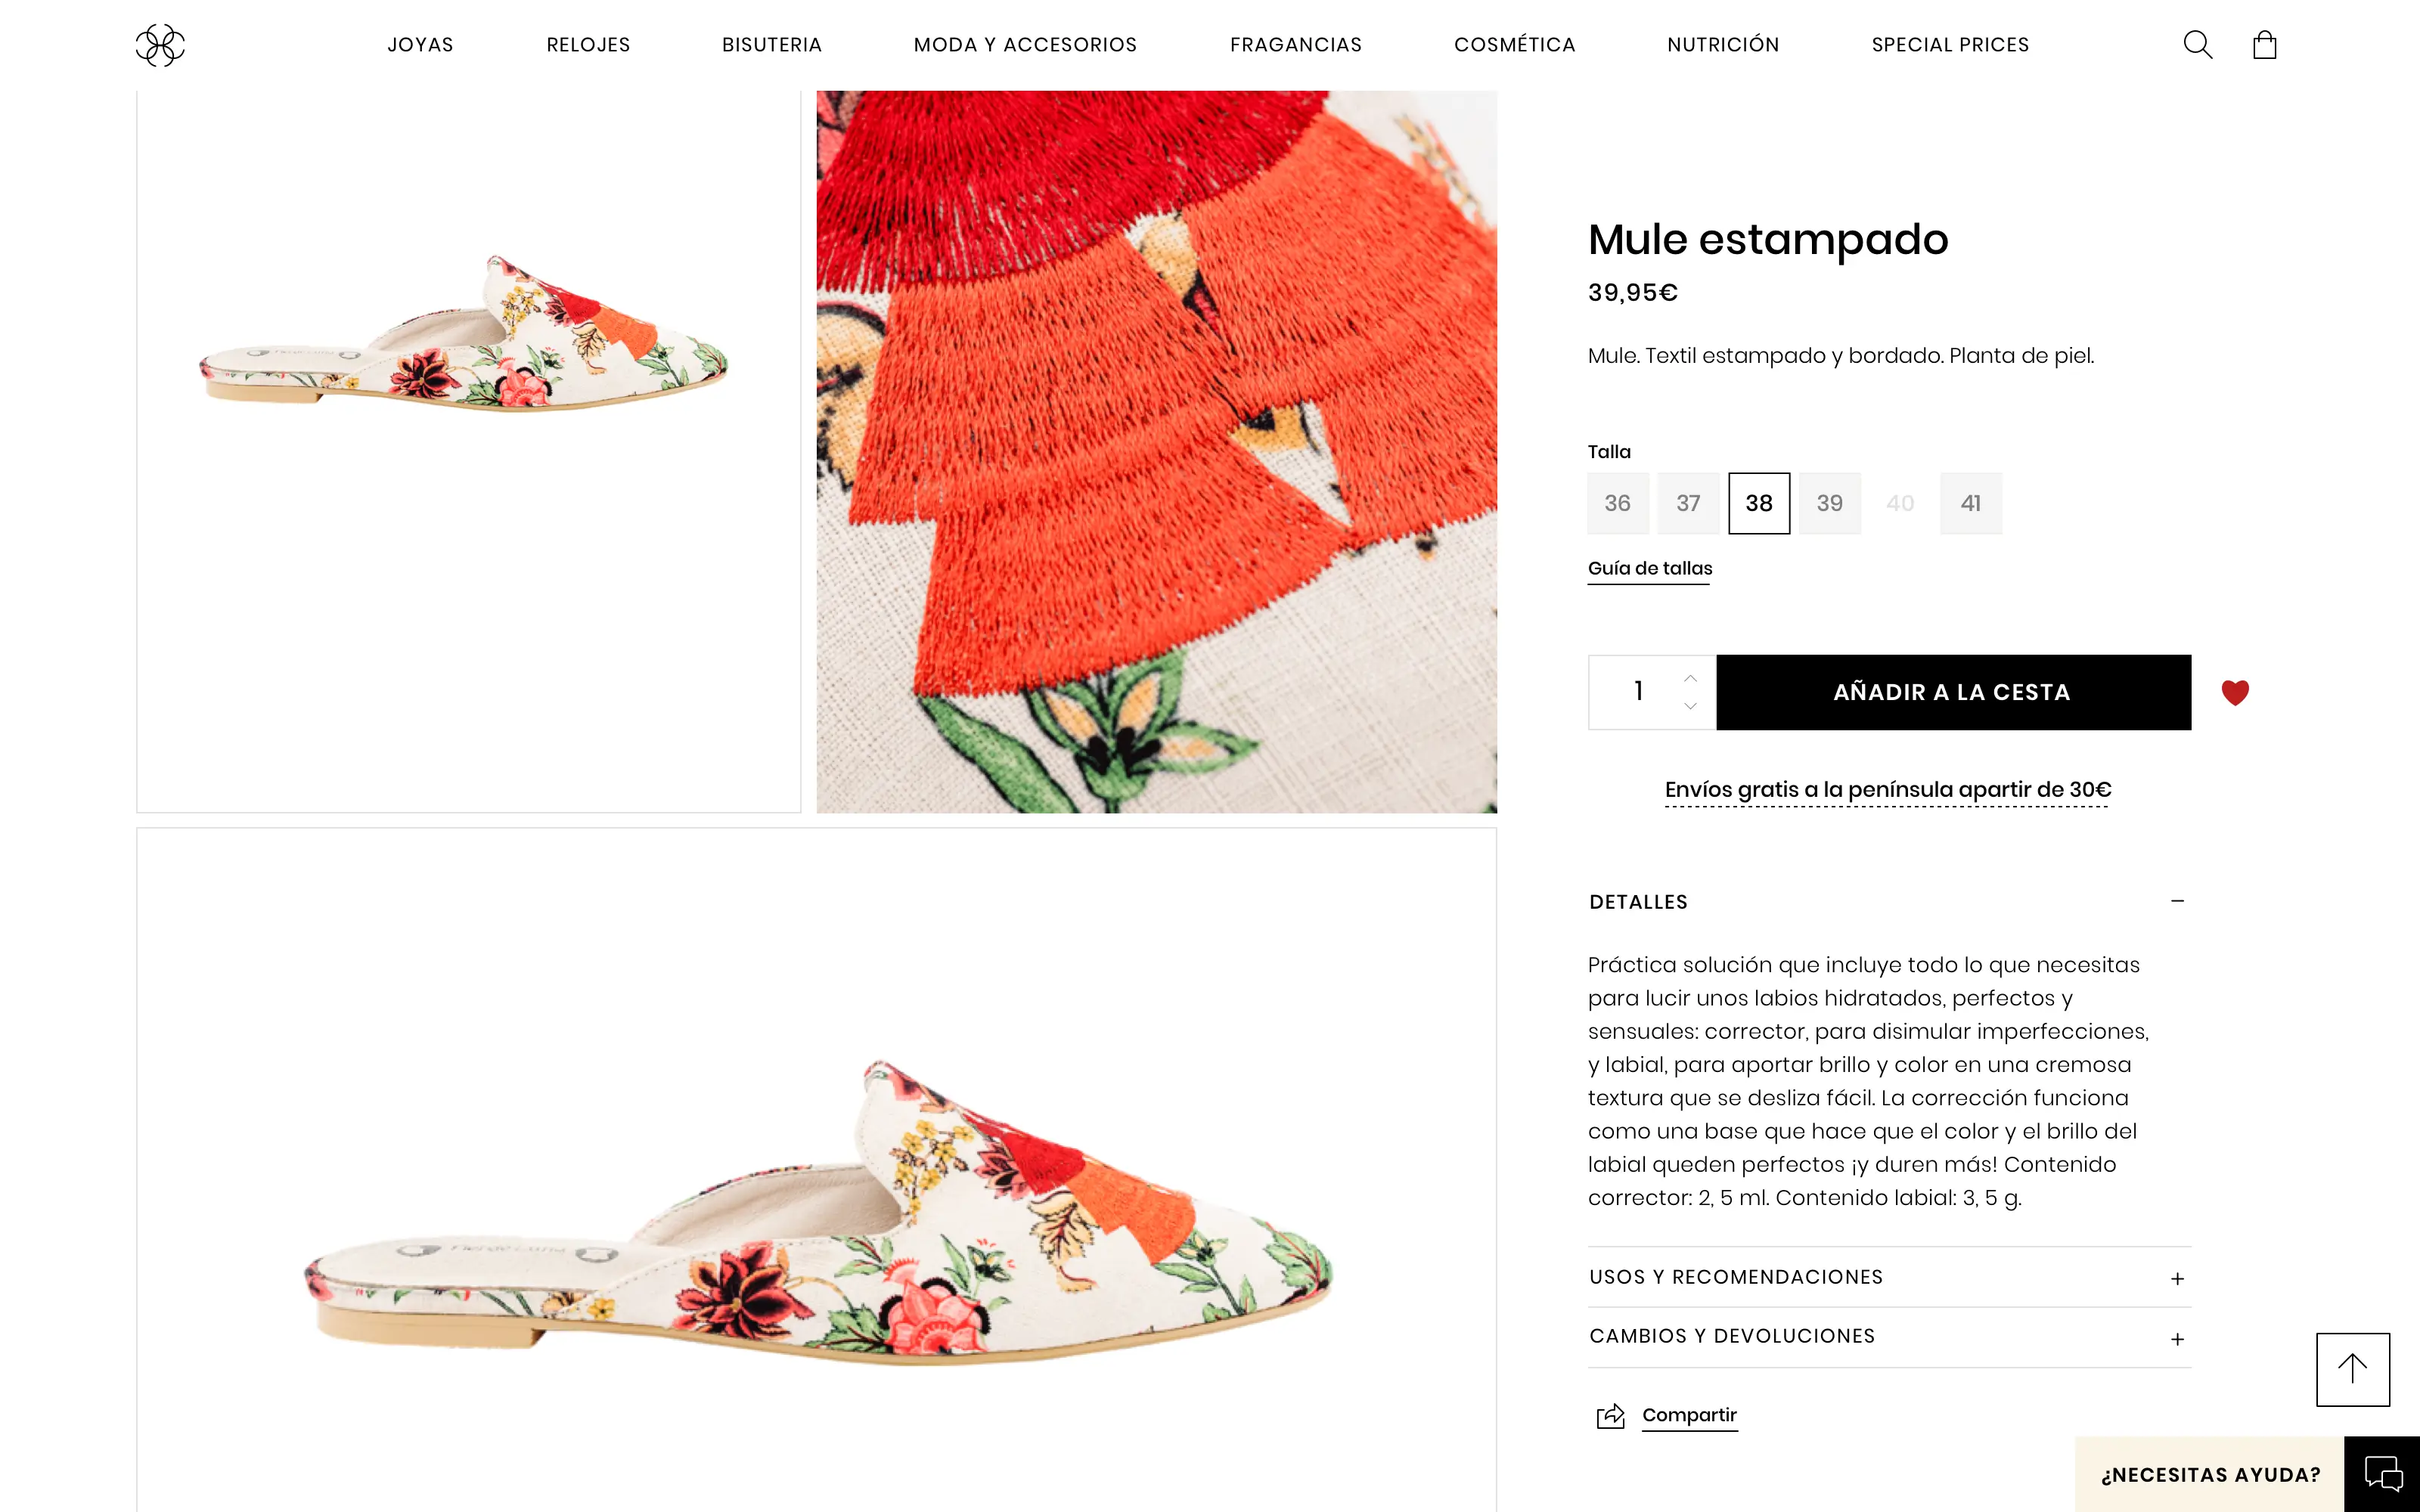 JOYAS
RELOJES
BISUTERIA
MODA Y ACCESORIOS
FRAGANCIAS
COSMÉTICA
NUTRICIÓN
SPECIAL PRICES
Mule estampado
39,95€
Mule. Textil estampado y bordado. Planta de piel.
Talla
36 37 38 39 40 41
Guía de tallas
1
AÑADIR A LA CESTA
Envíos gratis a la península apartir de 30€
DETALLES
Práctica solución que incluye todo lo que necesitas
para lucir unos labios hidratados, perfectos y
sensuales: corrector, para disimular imperfecciones,
y labial, para aportar brillo y color en una cremosa
textura que se desliza fácil. La corrección funciona
como una base que hace que el color y el brillo del
labial queden perfectos ¡y duren más! Contenido
corrector: 2, 5 ml. Contenido labial: 3, 5 g.
USOS Y RECOMENDACIONES
CAMBIOS Y DEVOLUCIONES
Compartir
¿NECESITAS AYUDA?